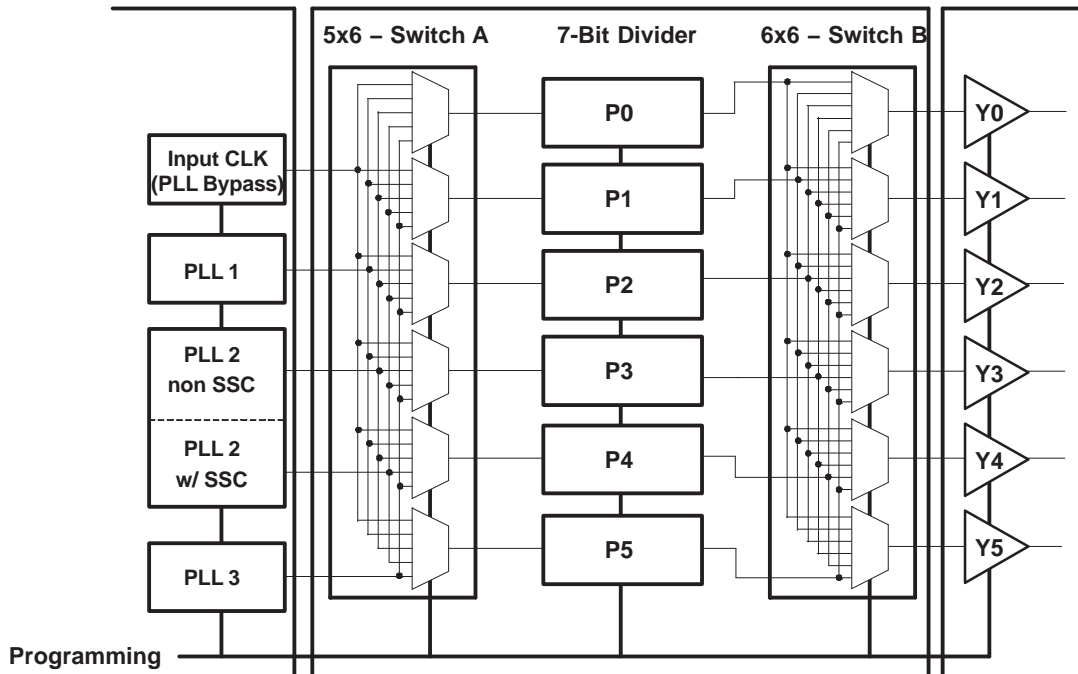 5x6 – Switch A
7-Bit Divider
6x6 – Switch B
Input CLK
(PLL Bypass)
PLL 1
PLL 2
non SSC
PLL 2
w/ SSC
PLL 3
P0
P1
P2
P3
P4
P5
Y0
Y1
Y2
Y3
Y4
Y5
Programming